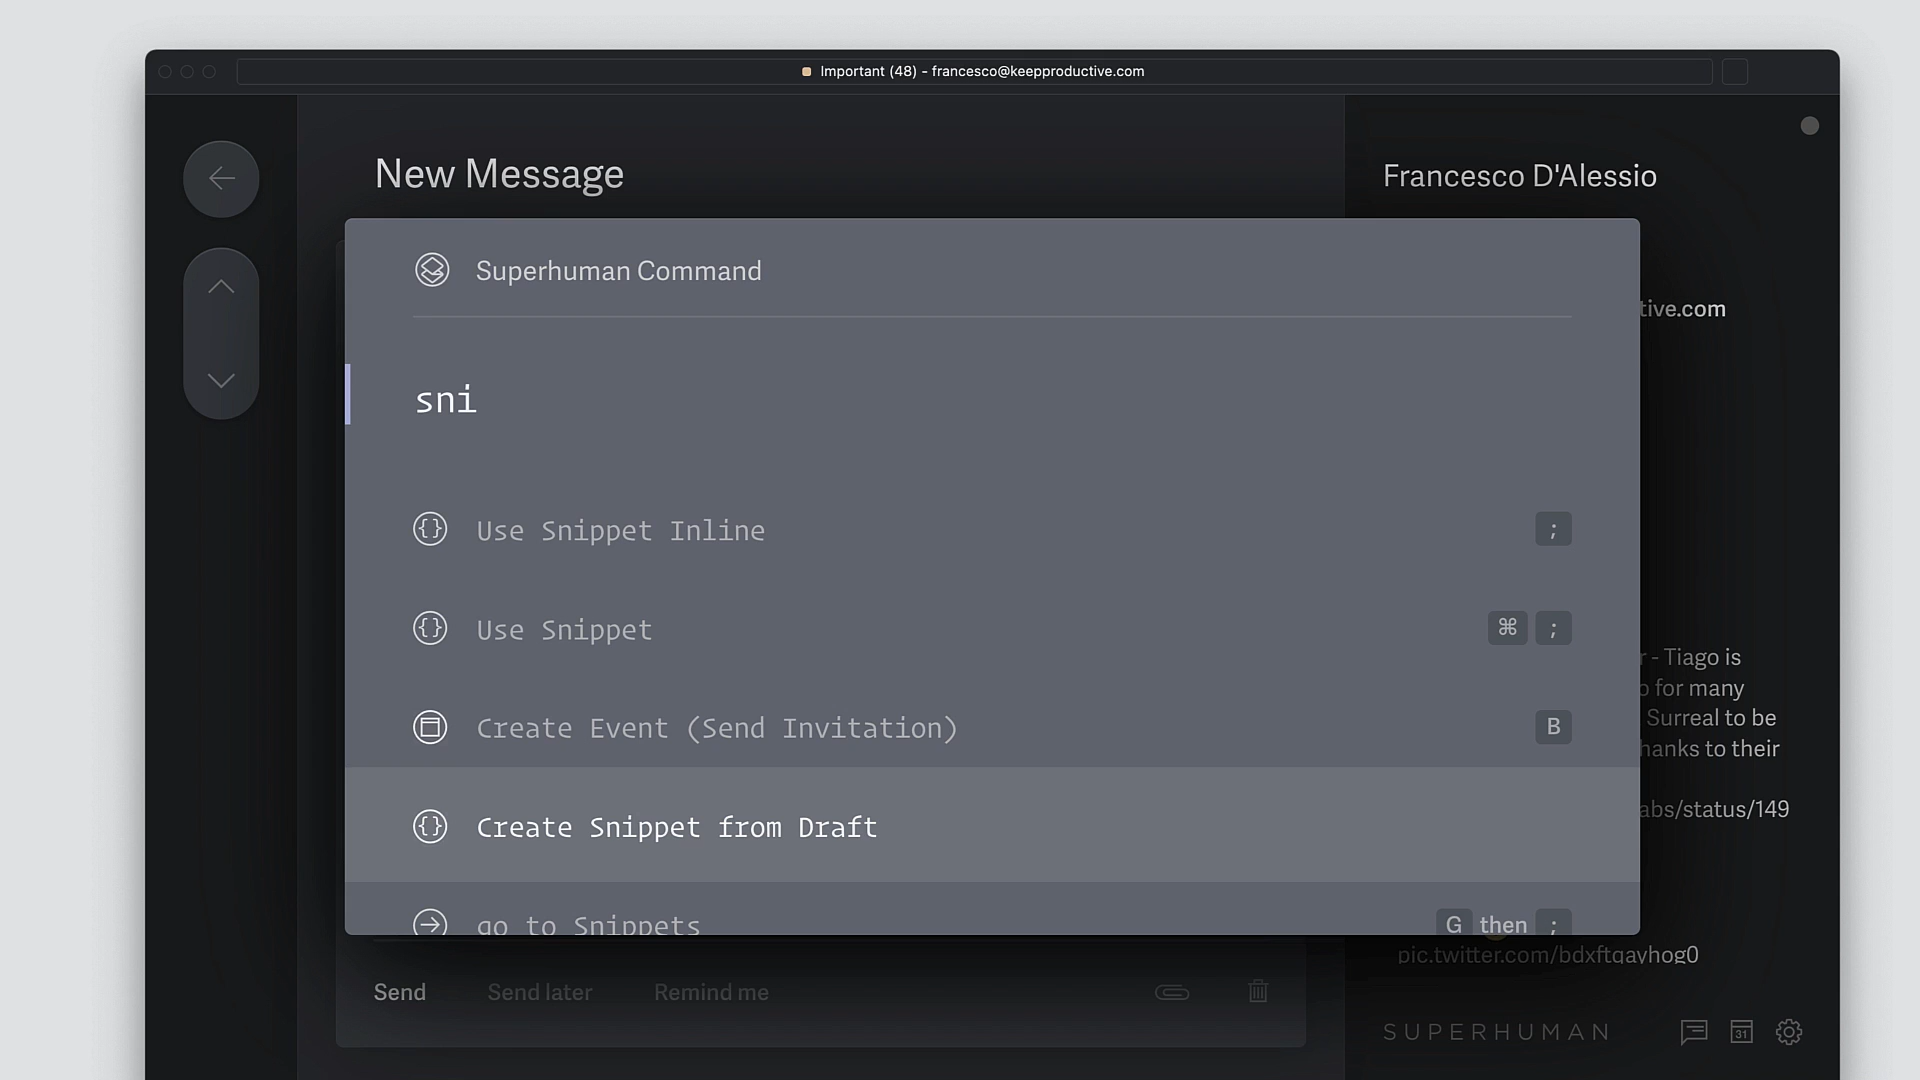 Important (48) - francesco@keepproductive.com
New Message
Francesco D'Alessio
Superhuman Command
tive.com
sni
Use Snippet Inline ;
Use Snippet ⌘ ;
- Tiago is
for many
Surreal to be
hanks to their
Create Event (Send Invitation) B
abs/status/149
Create Snippet from Draft
go to Snippets G then ;
pic.twitter.com/bdxftqayhog0
Send Send later Remind me
SUPERHUMAN
31